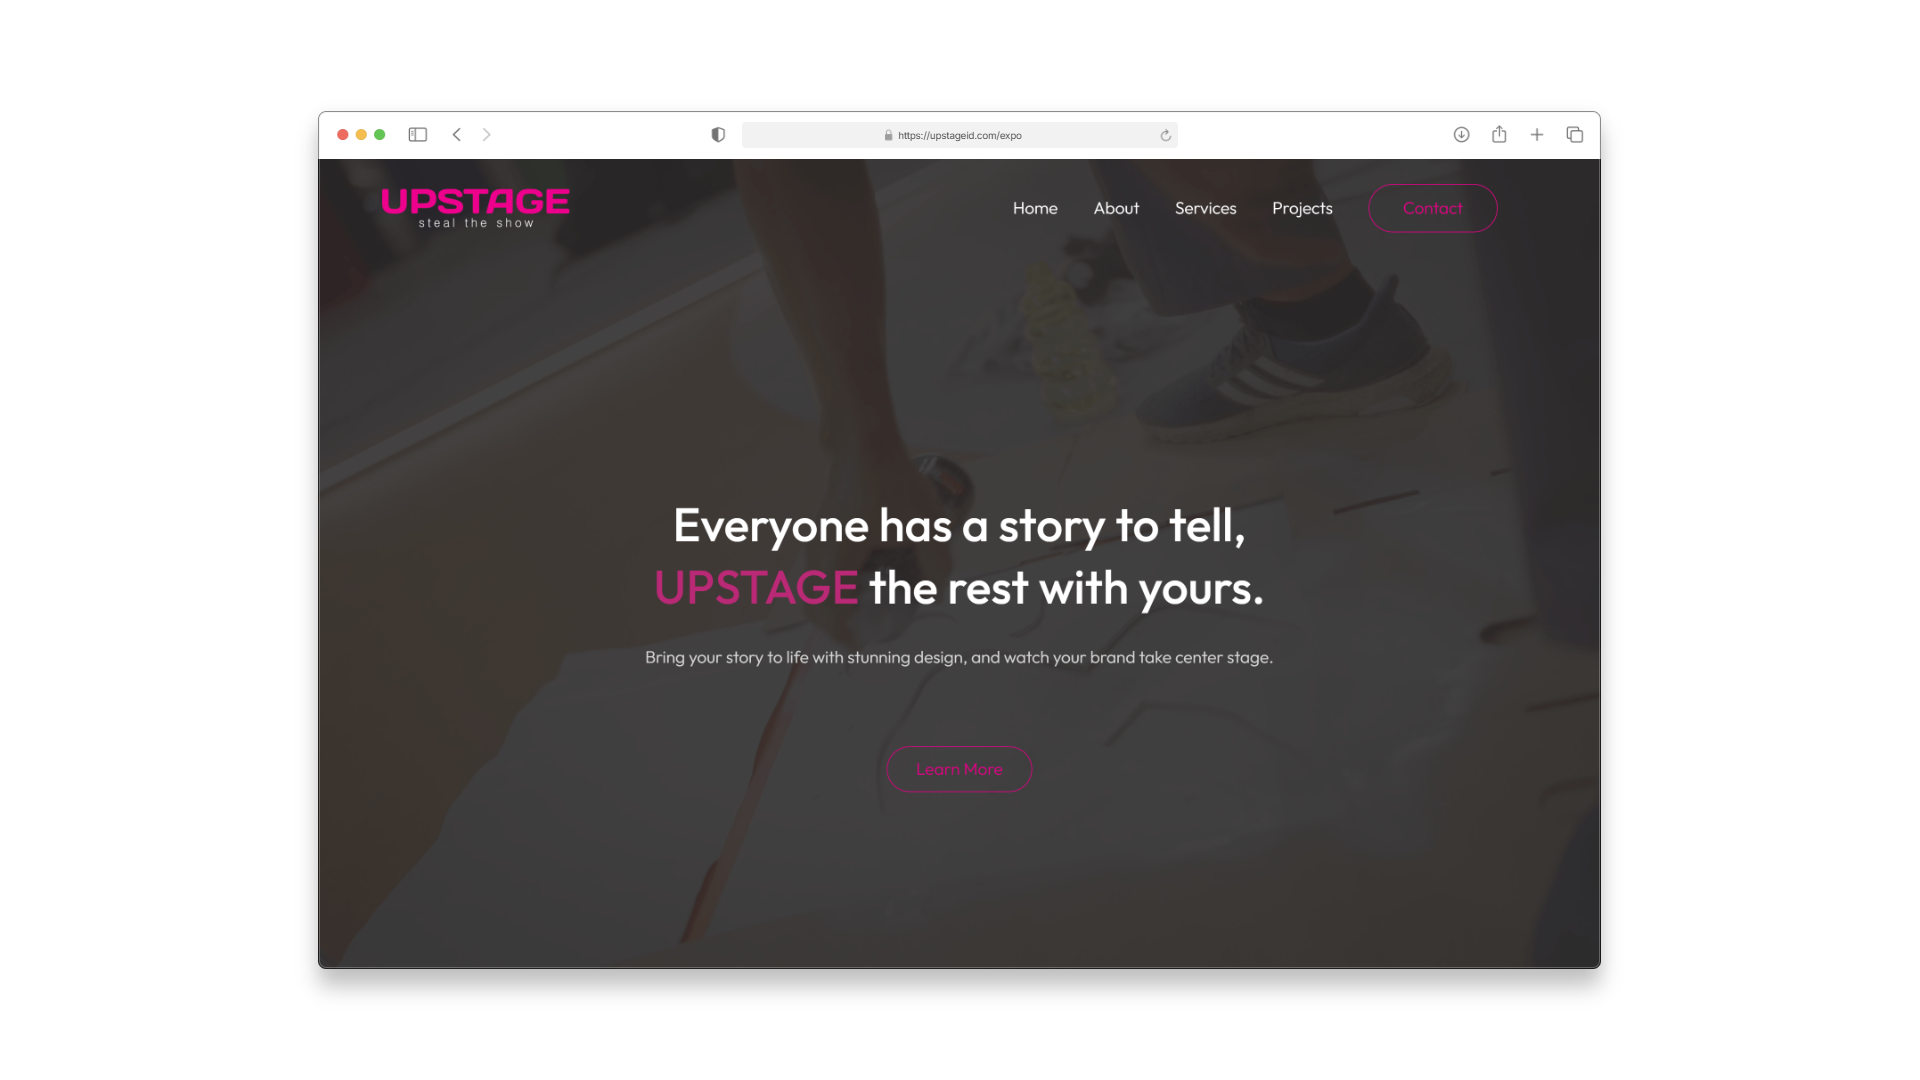 https://upstageid.com/expo
UPSTAGE
steal the show
Home About Services Projects Contact
Everyone has a story to tell,
UPSTAGE the rest with yours.
Bring your story to life with stunning design, and watch your brand take center stage.
Learn More